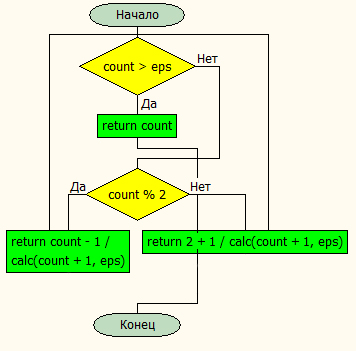 Начало
count > eps
Нет
Да
return count
Да
count % 2
Нет
return count - 1 /
calc(count + 1, eps)
return 2 + 1 / calc(count + 1, eps)
Конец